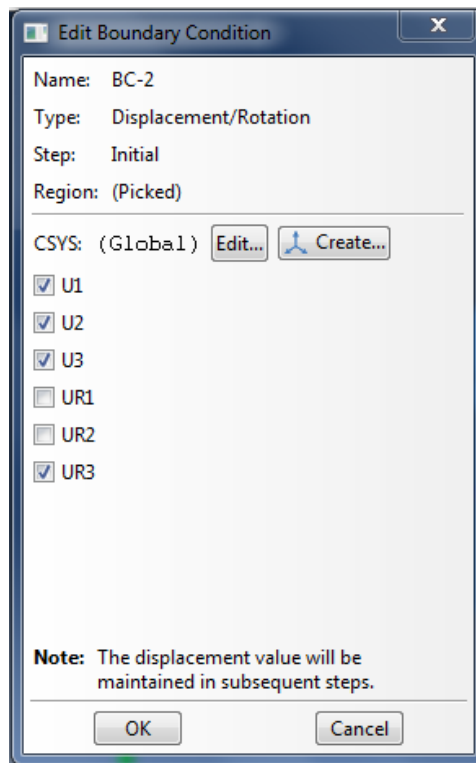 Edit Boundary Condition
X
Name: BC-2
Type: Displacement/Rotation
Step: Initial
Region: (Picked)
CSYS: (Global) Edit... Create...
U1
U2
U3
UR1
UR2
UR3
Note: The displacement value will be
maintained in subsequent steps.
OK Cancel